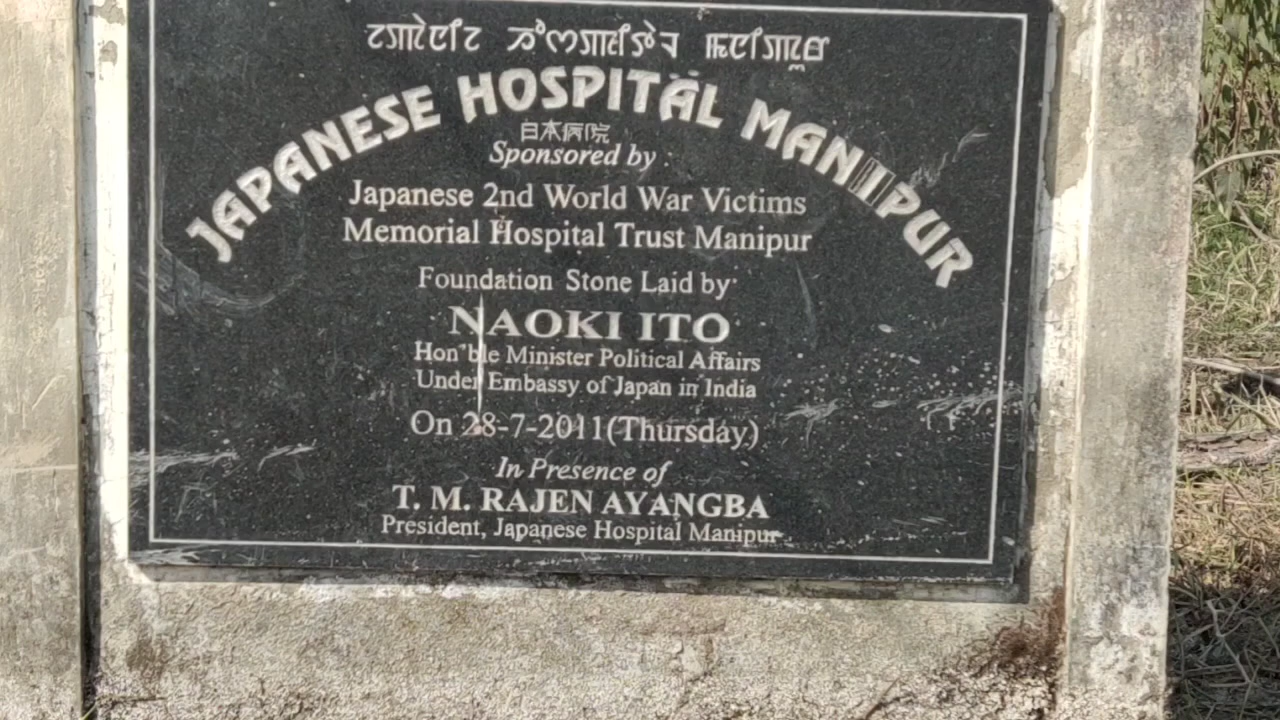 JAPANESE HOSPITAL MANIPUR
白本病院
Sponsored by :
Japanese 2nd World War Victims
Memorial Hospital Trust Manipur
Foundation Stone Laid by:
NAOKI ITO
Hon'ble Minister Political Affairs
Under Embassy of Japan in India
On 28-7-2011(Thursday)
In Presence of
T. M. RAJEN AYANGBA
President, Japanese Hospital Manipur